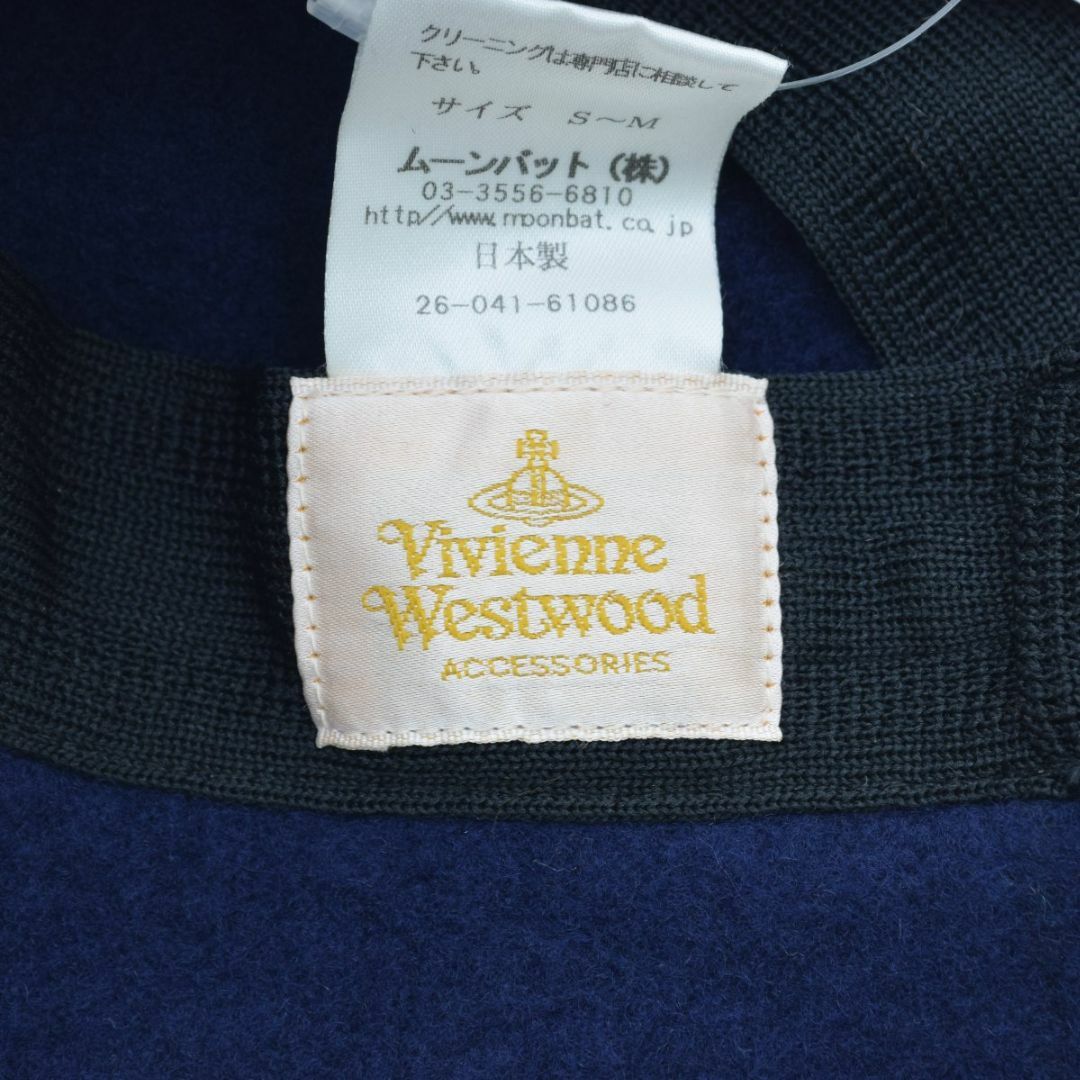 クリーニングは専門店に相談して
下さい。
サイズ S～M
ムーンバット（株）
03-3556-6810
http//www.moonbat.co.jp
日本製
26-041-61086
Vivienne
Westwood
ACCESSORIES